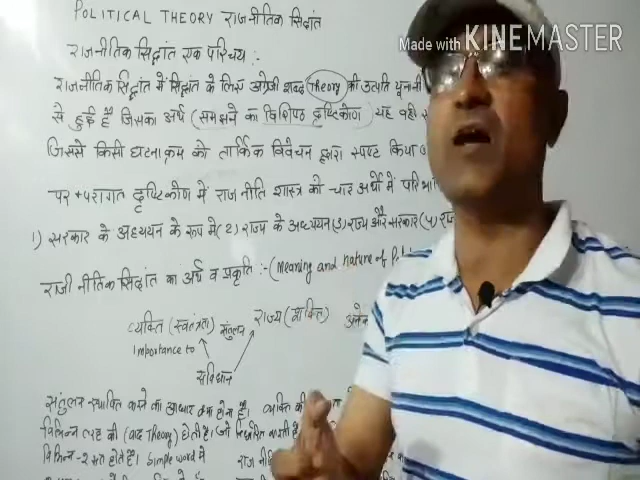 POLITICAL THEORY राजनीतिक सिद्धांत
Made with KINEMASTER
राजनीतिक सिद्धांत एक परिचय :-
राजनीतिक सिद्धांत में सिद्धांत के लिए अंग्रेजी शब्द (Theory) की उत्पति
से हुई है जिसका अर्थ (समझने का विशिष्ठ दृष्टिकोण) यह वही
जिससे किसी घटनाक्रम को तार्किक विवेचन द्वारा स्पष्ट किया
परम्परागत दृष्टिकोण में राजनीति शास्त्र को चार अर्थो में
1) सरकार के अध्ययन के रूप में (2) राज्य के अध्ययन (3) राज्य और सरकार (4)
राजीनीतिक सिद्धांत का अर्थ व प्रकृति :- (Meaning and nature of
व्यक्ति (स्वतंत्रता) संतुलन राज्य (शक्ति)
importance to
संविधान
संतुलन स्थापित करने का आधार क्या होगा है। व्यक्ति की
विभिन्न तरह की (वाद Theory) होती है। जो निर्धारित करती है
विभिन्न-2 मत होते है। Simple word में